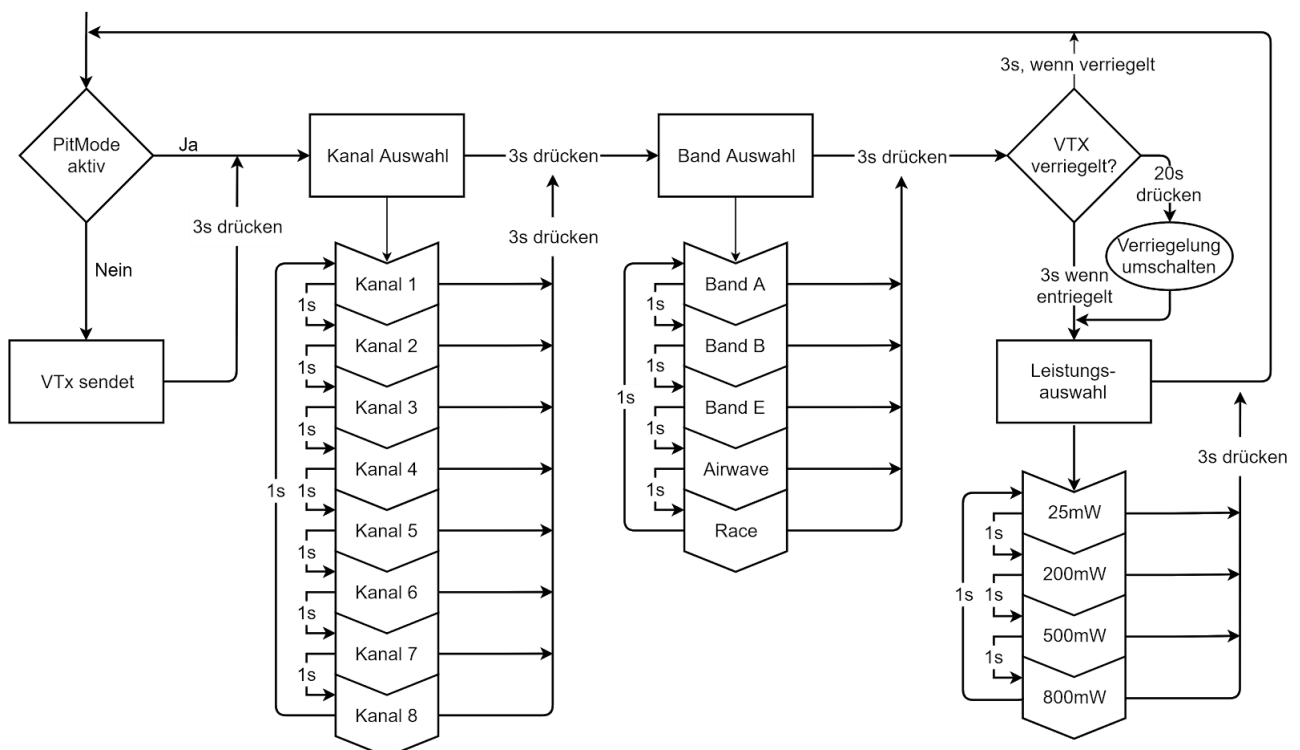 3s, wenn verriegelt
PitMode
aktiv
Ja
Nein
VTx sendet
3s drücken
Kanal Auswahl
3s drücken
3s drücken
Kanal 1
1s
Kanal 2
1s
Kanal 3
1s
Kanal 4
1s
1s
Kanal 5
1s
Kanal 6
1s
Kanal 7
1s
Kanal 8
Band Auswahl
3s drücken
Band A
1s
Band B
1s
1s
Band E
1s
Airwave
1s
Race
VTX
verriegelt?
20s
drücken
Verriegelung
umschalten
3s wenn
entriegelt
Leistungs-
auswahl
3s drücken
25mW
1s
200mW
1s
1s
500mW
1s
800mW